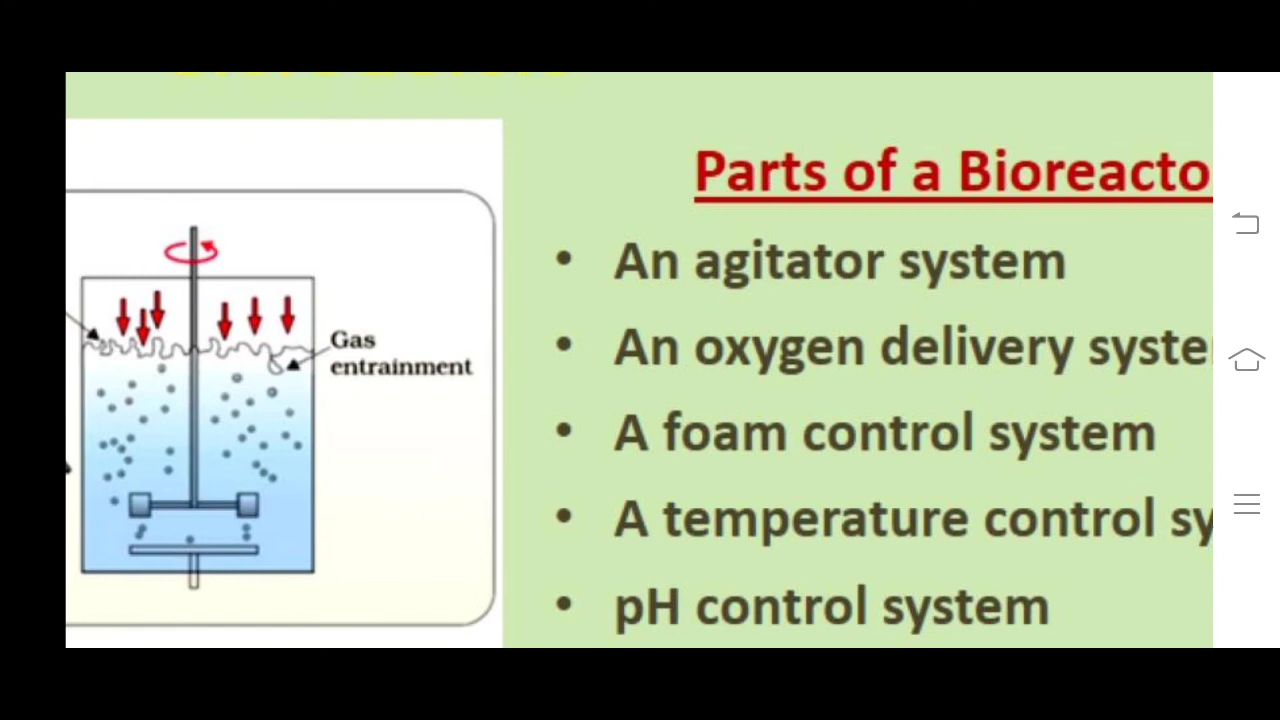 Parts of a Bioreacto
• An agitator system
• An oxygen delivery syste
• A foam control system
• A temperature control sy
• pH control system
Gas
entrainment